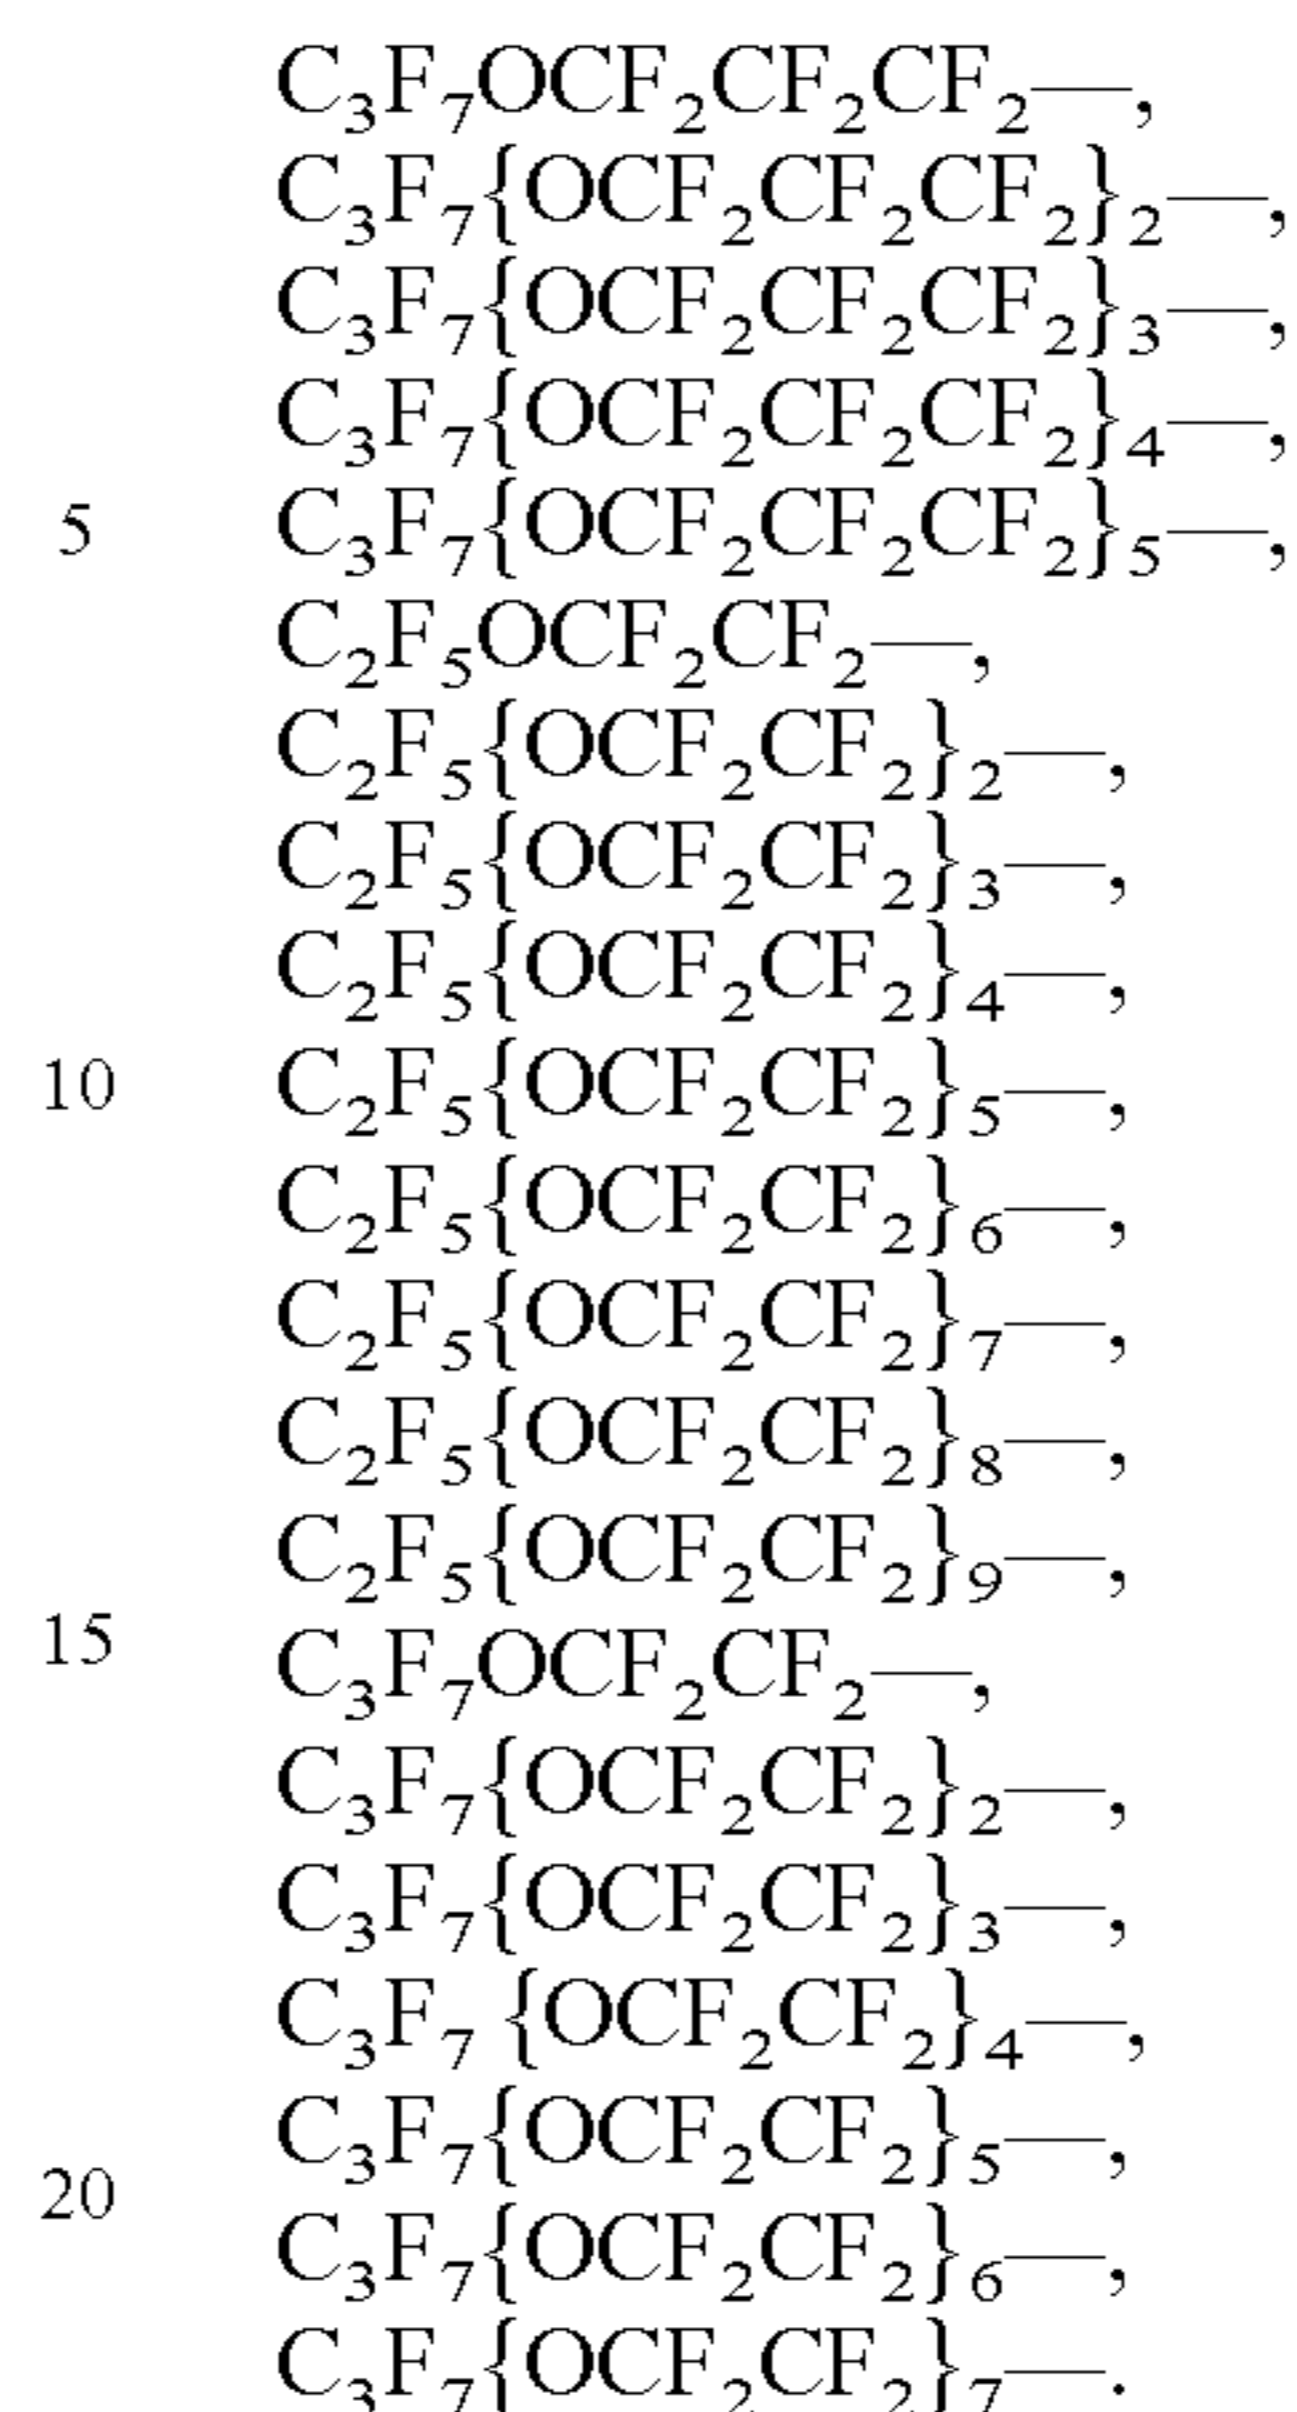 C₃F₇OCF₂CF₂CF₂—,
C₃F₇{OCF₂CF₂CF₂}₂—,
C₃F₇{OCF₂CF₂CF₂}₃—,
C₃F₇{OCF₂CF₂CF₂}₄—,
5 C₃F₇{OCF₂CF₂CF₂}₅—,
C₂F₅OCF₂CF₂—,
C₂F₅{OCF₂CF₂}₂—,
C₂F₅{OCF₂CF₂}₃—,
C₂F₅{OCF₂CF₂}₄—,
10 C₂F₅{OCF₂CF₂}₅—,
C₂F₅{OCF₂CF₂}₆—,
C₂F₅{OCF₂CF₂}₇—,
C₂F₅{OCF₂CF₂}₈—,
C₂F₅{OCF₂CF₂}₉—,
15 C₃F₇OCF₂CF₂—,
C₃F₇{OCF₂CF₂}₂—,
C₃F₇{OCF₂CF₂}₃—,
C₃F₇ {OCF₂CF₂}₄—,
20 C₃F₇{OCF₂CF₂}₅—,
C₃F₇{OCF₂CF₂}₆—,
C₃F₇{OCF₂CF₂}₇—.